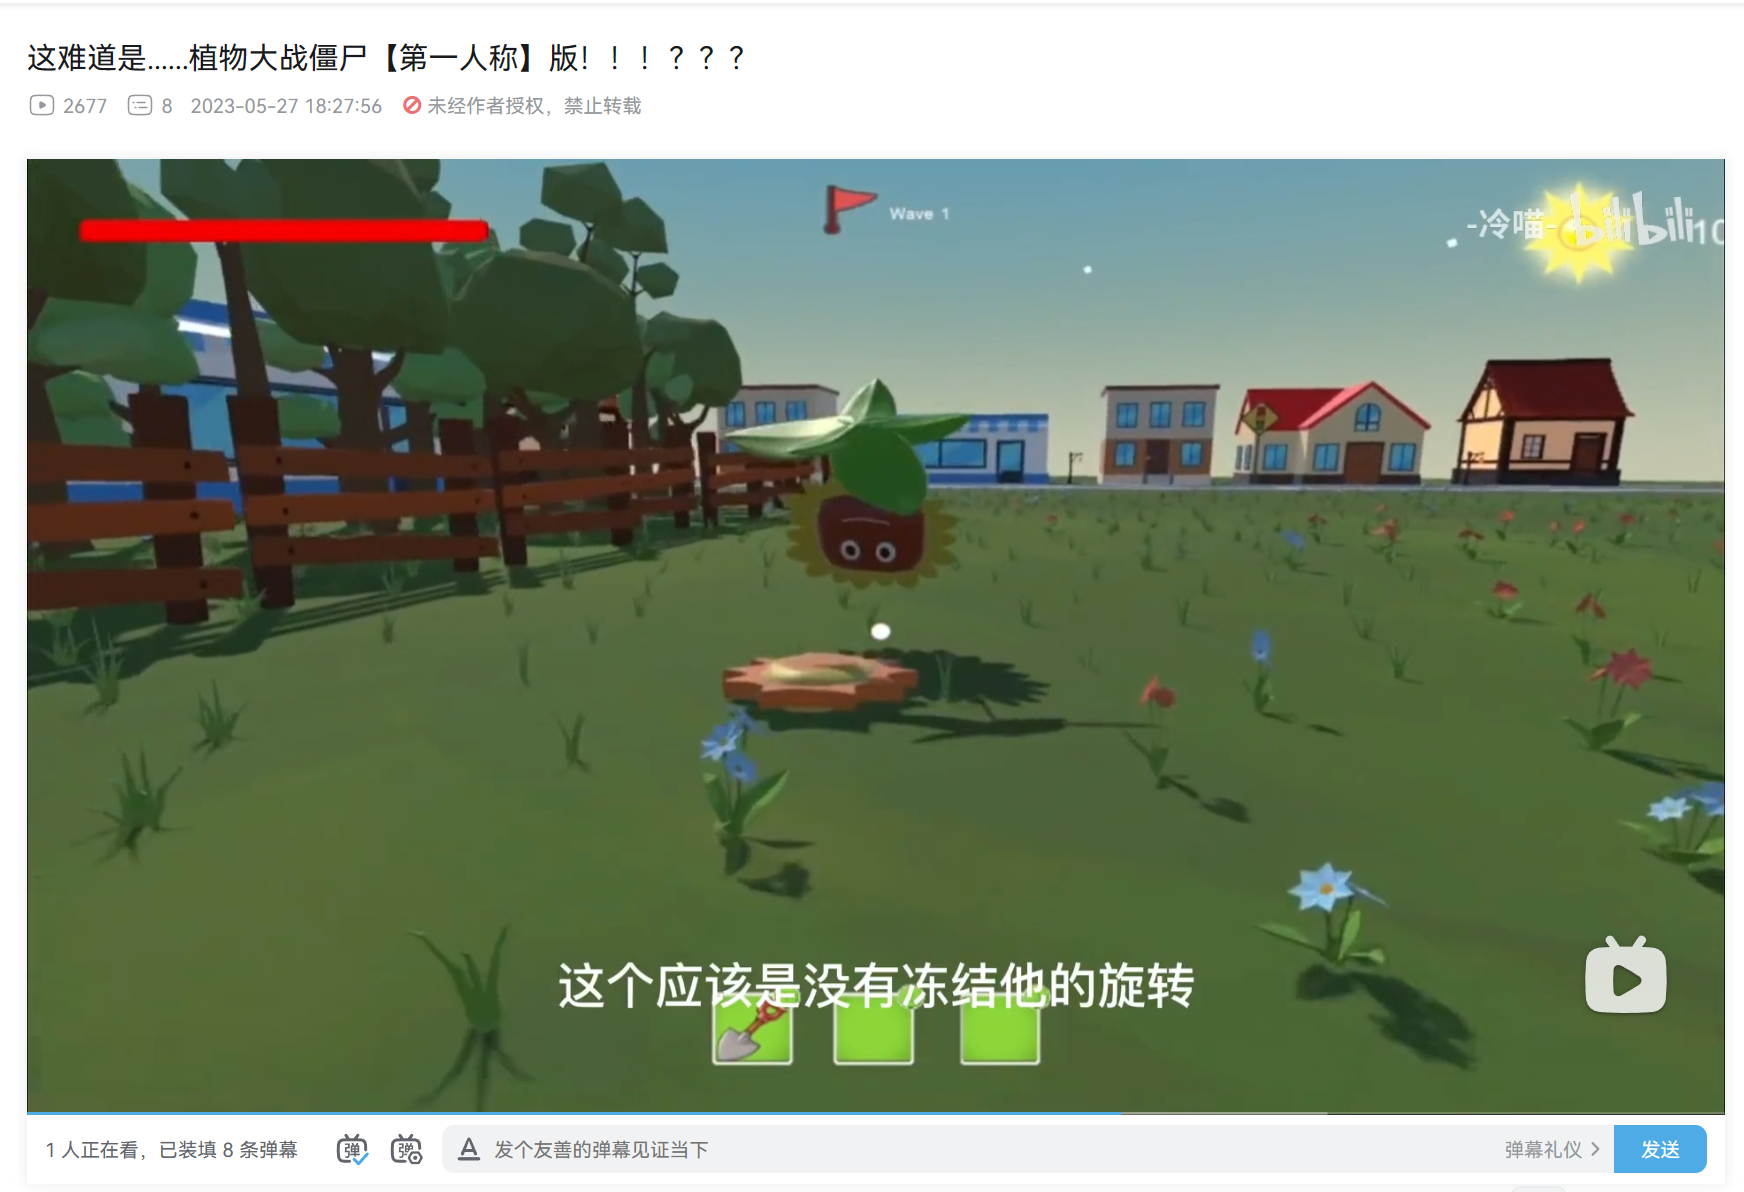 这难道是......植物大战僵尸【第一人称】版！！！？？？
2677 8 2023-05-27 18:27:56 未经作者授权，禁止转载
Wave 1
-冷喵- bilibili
10
这个应该是没有冻结他的旋转
1 人正在看，已装填 8 条弹幕 弹 弹 A 发个友善的弹幕见证当下 弹幕礼仪 发送